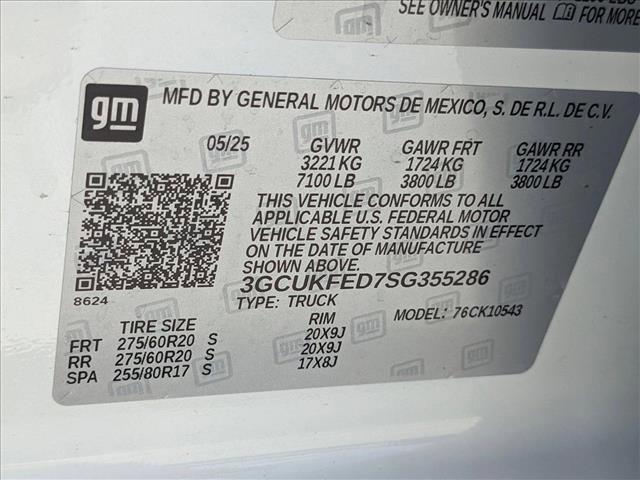 SEE OWNER'S MANUAL FOR MORE
gm
MFD BY GENERAL MOTORS DE MEXICO, S. DE R.L. DE C.V.
05/25 GVWR GAWR FRT GAWR RR
3221 KG 1724 KG 1724 KG
7100 LB 3800 LB 3800 LB
THIS VEHICLE CONFORMS TO ALL
APPLICABLE U.S. FEDERAL MOTOR
VEHICLE SAFETY STANDARDS IN EFFECT
ON THE DATE OF MANUFACTURE
SHOWN ABOVE.
3GCUKFED7SG355286
8624
TYPE: TRUCK MODEL: 76CK10543
TIRE SIZE RIM
FRT 275/60R20 S 20X9J
RR 275/60R20 S 20X9J
SPA 255/80R17 S 17X8J